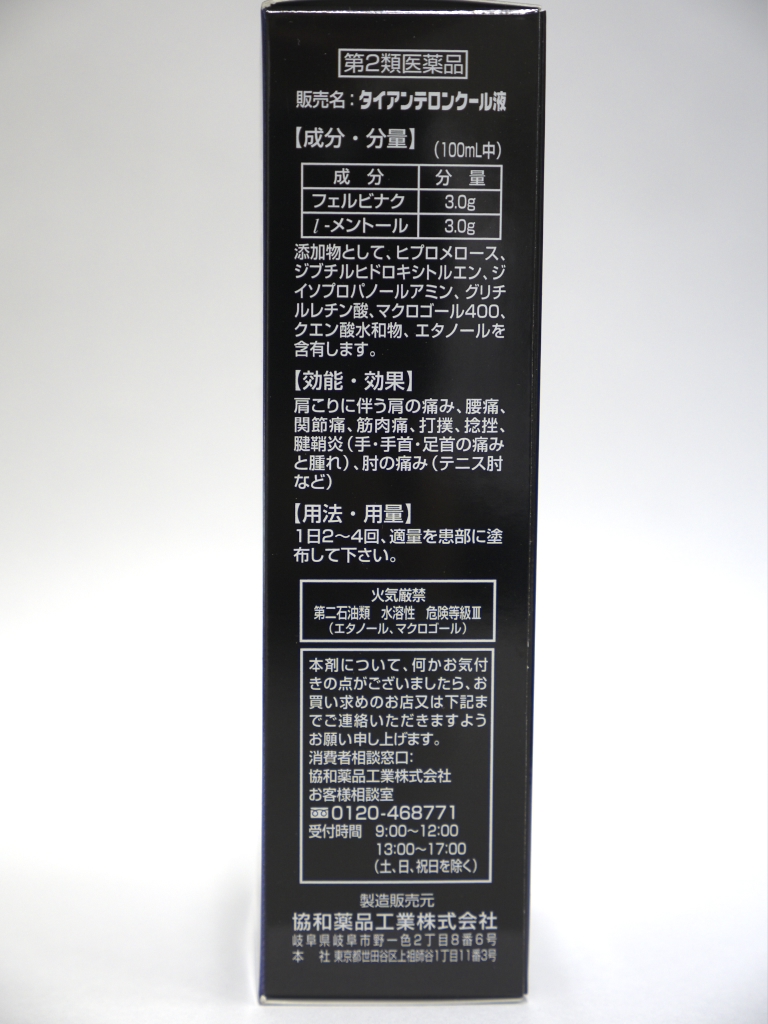 第2類医薬品
販売名：タイアンテロンクール液
【成分・分量】（100mL中）
成　分　分　量
フェルビナク　3.0g
l-メントール　3.0g
添加物として、ヒプロメロース、
ジブチルヒドロキシトルエン、ジ
イソプロパノールアミン、グリチ
ルレチン酸、マクロゴール400、
クエン酸水和物、エタノールを
含有します。
【効能・効果】
肩こりに伴う肩の痛み、腰痛、
関節痛、筋肉痛、打撲、捻挫、
腱鞘炎（手・手首・足首の痛み
と腫れ）、肘の痛み（テニス肘
など）
【用法・用量】
1日2〜4回、適量を患部に塗
布して下さい。
火気厳禁
第二石油類　水溶性　危険等級Ⅲ
（エタノール、マクロゴール）
本剤について、何かお気付
きの点がございましたら、お
買い求めのお店又は下記ま
でご連絡いただきますよう
お願い申し上げます。
消費者相談窓口：
協和薬品工業株式会社
お客様相談室
0120-468771
受付時間　9:00〜12:00
13:00〜17:00
（土、日、祝日を除く）
製造販売元
協和薬品工業株式会社
岐阜県岐阜市野一色2丁目8番6号
本　社　東京都世田谷区上祖師谷1丁目11番3号